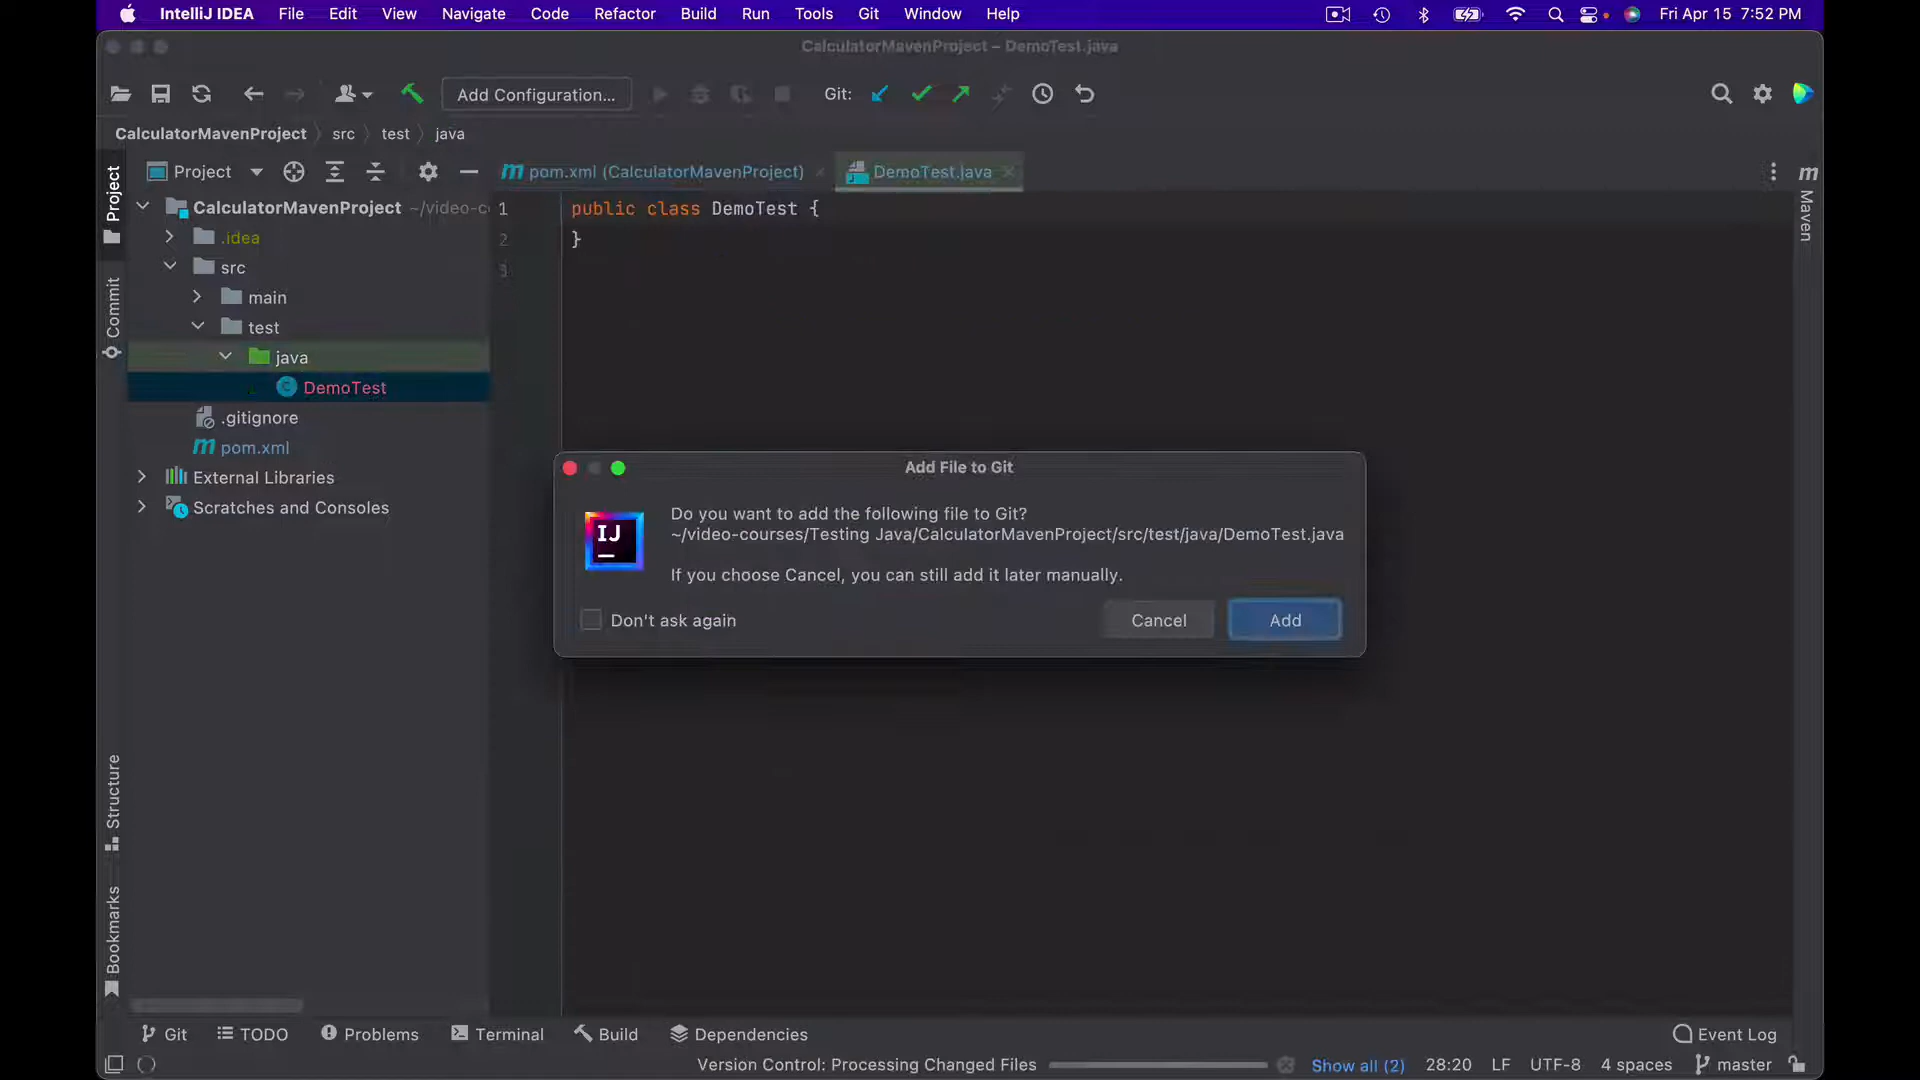 IntelliJ IDEA File Edit View Navigate Code Refactor Build Run Tools Git Window Help Fri Apr 15 7:52 PM
CalculatorMavenProject – DemoTest.java
Add Configuration... Git:
CalculatorMavenProject src test java
Project pom.xml (CalculatorMavenProject) DemoTest.java
CalculatorMavenProject ~/video-c
.idea
src
main
test
java
DemoTest
.gitignore
pom.xml
External Libraries
Scratches and Consoles
1 public class DemoTest {
2 }
3
Add File to Git
IJ
Do you want to add the following file to Git?
~/video-courses/Testing Java/CalculatorMavenProject/src/test/java/DemoTest.java
If you choose Cancel, you can still add it later manually.
Don't ask again Cancel Add
Project
Commit
Structure
Bookmarks
m Maven
Git TODO Problems Terminal Build Dependencies Event Log
Version Control: Processing Changed Files Show all (2) 28:20 LF UTF-8 4 spaces master